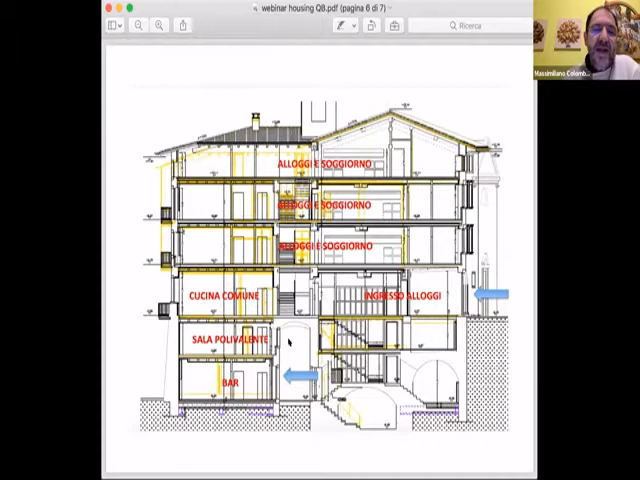 webinar housing Q8.pdf (pagina 6 di 7)
Ricerca
Massimiliano Colomb...
ALLOGGI E SOGGIORNO
ALLOGGI E SOGGIORNO
ALLOGGI E SOGGIORNO
CUCINA COMUNE
INGRESSO ALLOGGI
SALA POLIVALENTE
BAR